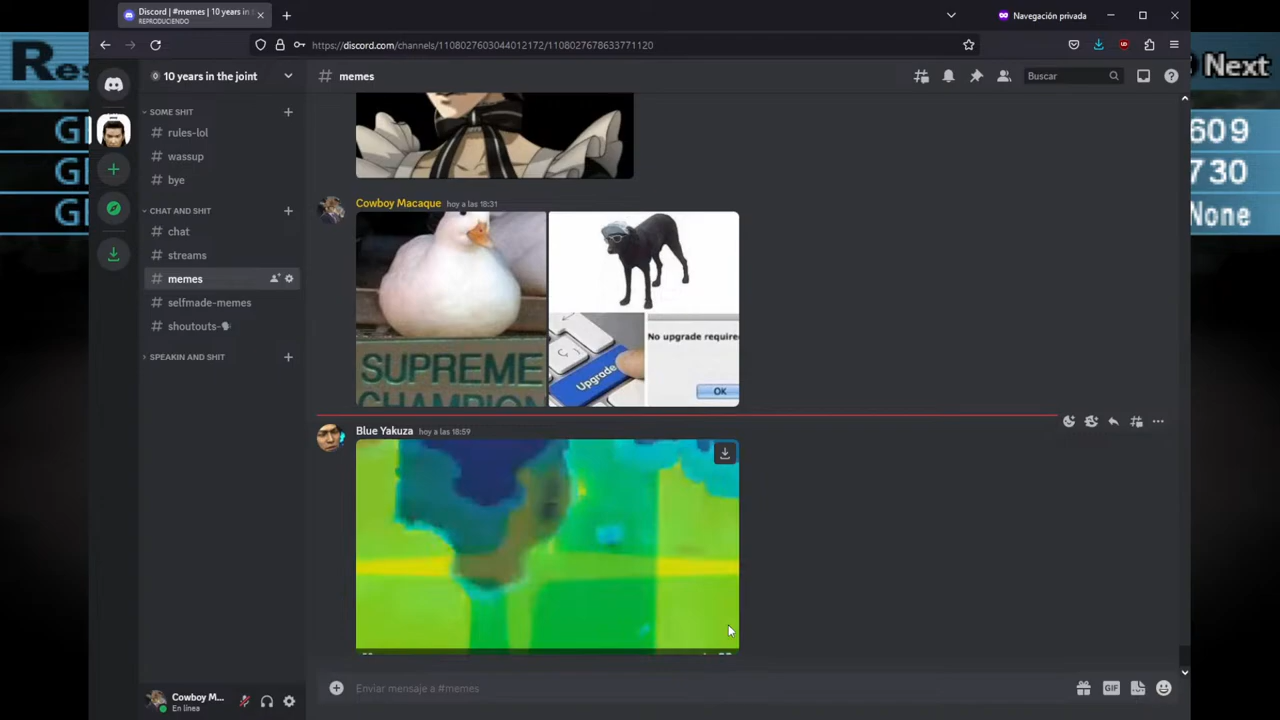 Discord | #memes | 10 years in t
REPRODUCIENDO
Navegación privada
https://discord.com/channels/1108027603044012172/1108027678633771120
Next
609
730
None
10 years in the joint
# memes
Buscar
SOME SHIT
# rules-lol
# wassup
# bye
CHAT AND SHIT
# chat
# streams
# memes
# selfmade-memes
# shoutouts-🗣
SPEAKIN AND SHIT
Cowboy Macaque hoy a las 18:31
SUPREME
CHAMPION
Upgrade
No upgrade require
OK
Blue Yakuza hoy a las 18:59
Cowboy M...
En línea
Enviar mensaje a #memes
GIF